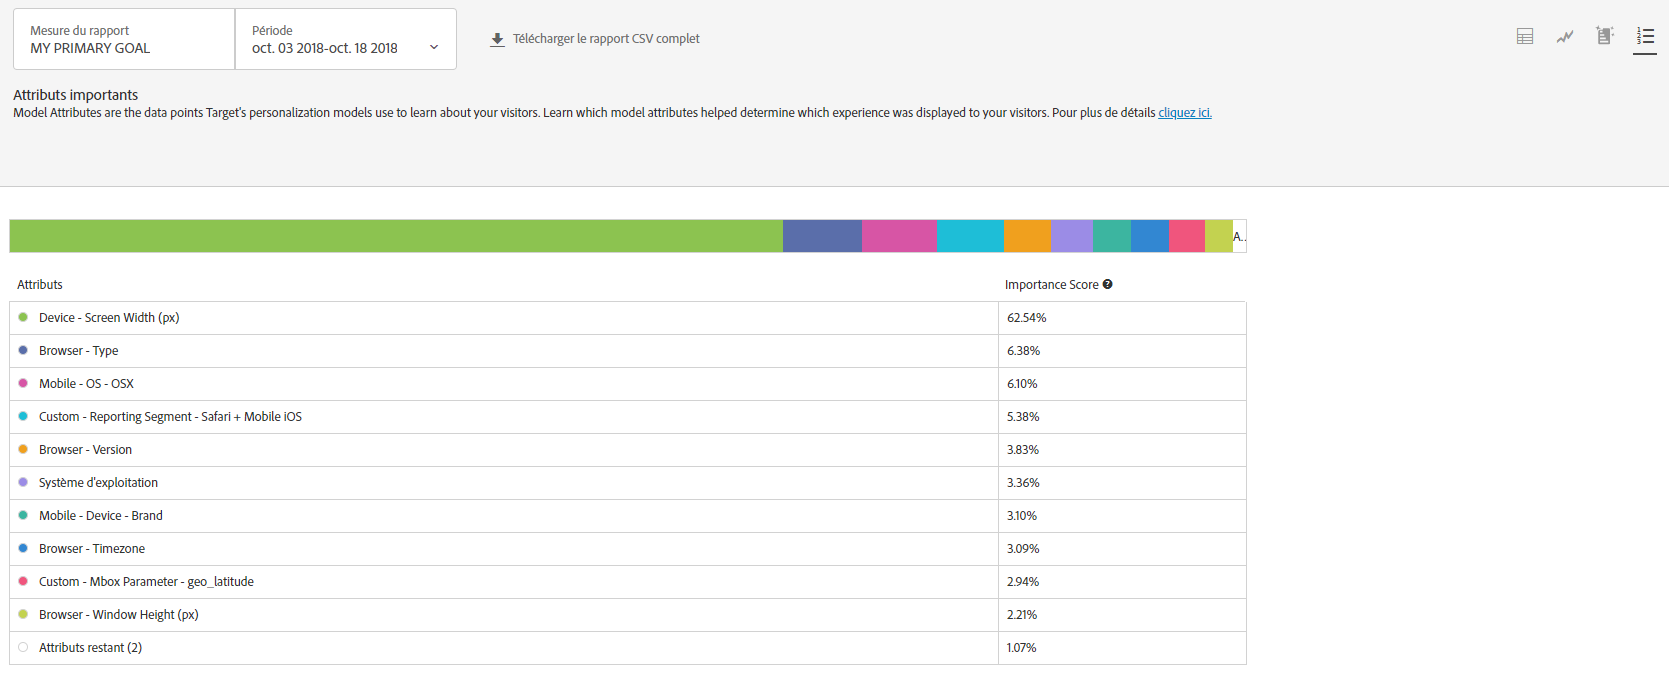 Mesure du rapport
MY PRIMARY GOAL
Période
oct. 03 2018-oct. 18 2018
Télécharger le rapport CSV complet
Attributs importants
Model Attributes are the data points Target's personalization models use to learn about your visitors. Learn which model attributes helped determine which experience was displayed to your visitors. Pour plus de détails cliquez ici.
A..
Attributs Importance Score
Device - Screen Width (px) 62.54%
Browser - Type 6.38%
Mobile - OS - OSX 6.10%
Custom - Reporting Segment - Safari + Mobile iOS 5.38%
Browser - Version 3.83%
Système d'exploitation 3.36%
Mobile - Device - Brand 3.10%
Browser - Timezone 3.09%
Custom - Mbox Parameter - geo_latitude 2.94%
Browser - Window Height (px) 2.21%
Attributs restant (2) 1.07%